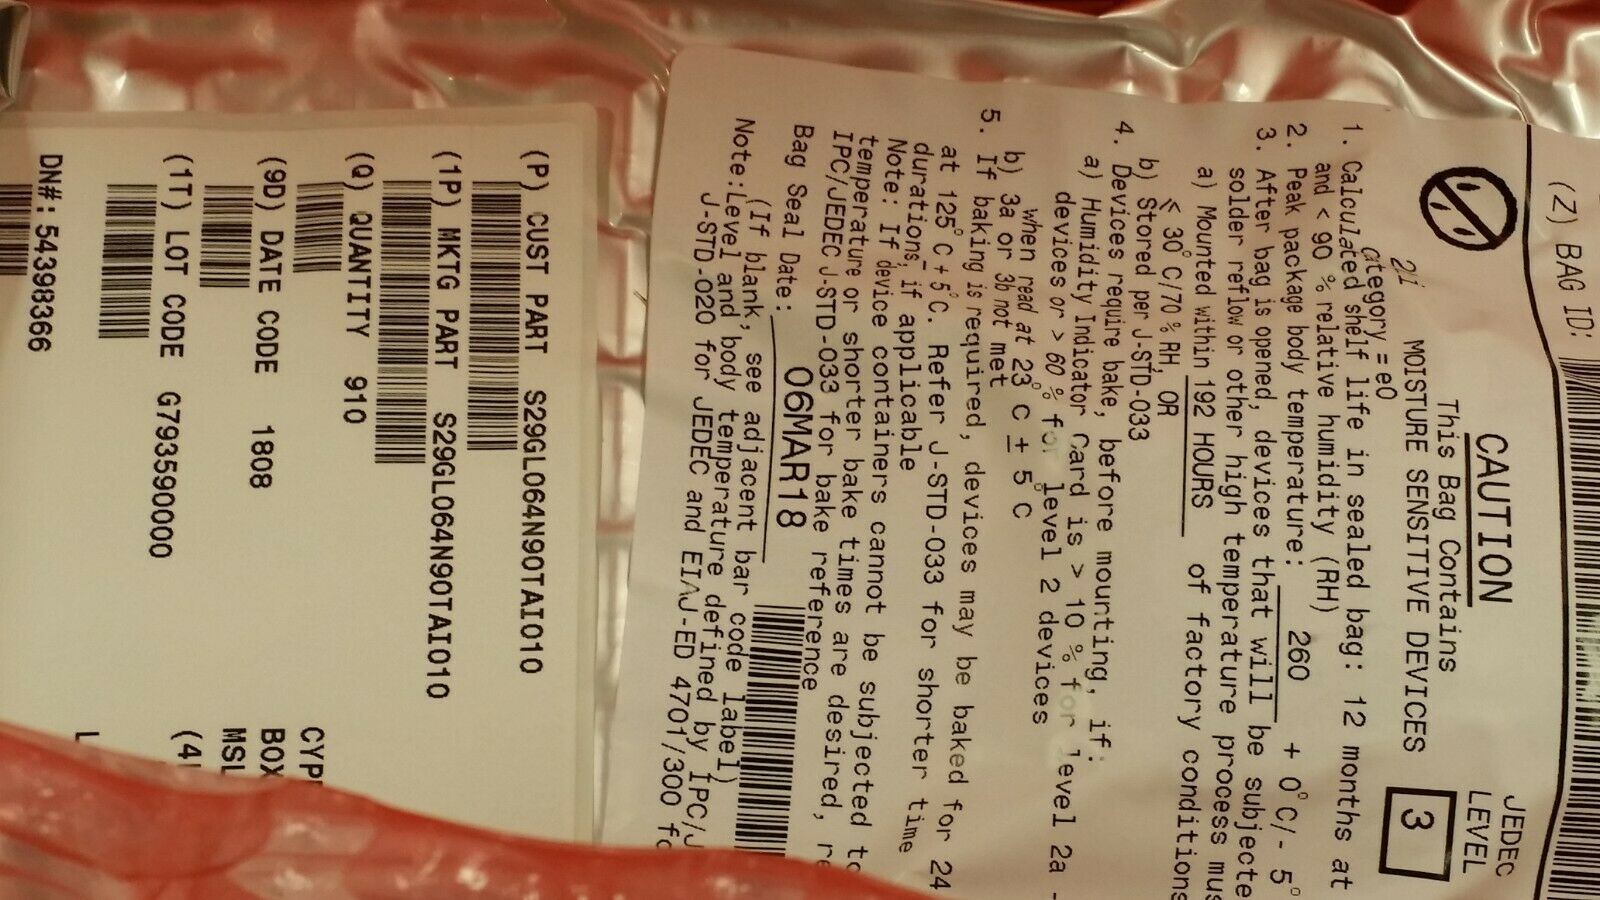 (Z) BAG ID:
CAUTION
This Bag Contains
MOISTURE SENSITIVE DEVICES
JEDEC
LEVEL
3
2li
category = e0
1. Calculated shelf life in sealed bag: 12 months at
and < 90 % relative humidity (RH)
2. Peak package body temperature: 260 + 0°C/- 5°
3. After bag is opened, devices that will be subjecte
solder reflow or other high temperature process mus
a) Mounted within 192 HOURS of factory conditions
≤ 30°C/70 % RH, OR
b) Stored per J-STD-033
4. Devices require bake, before mounting, if:
a) Humidity Indicator Card is > 10 % for level 2a -
devices or > 60 % for level 2 devices
when read at 23°C ± 5°C
b) 3a or 3b not met
5. If baking is required, devices may be baked for 24
at 125°C ± 5°C. Refer J-STD-033 for shorter time
durations, if applicable
Note: If device containers cannot be subjected to
temperature or shorter bake times are desired, re
IPC/JEDEC J-STD-033 for bake reference
Bag Seal Date: 06MAR18
(If blank, see adjacent bar code label)
Note:Level and body temperature defined by IPC/J
J-STD-020 for JEDEC and EIAJ-ED 4701/300 fo
(P) CUST PART S29GL064N90TAI010
(1P) MKTG PART S29GL064N90TAI010
(Q) QUANTITY 910
(9D) DATE CODE 1808
(1T) LOT CODE G793590000
DN#: 54398366
CYP
BOX
MSL
(4
L